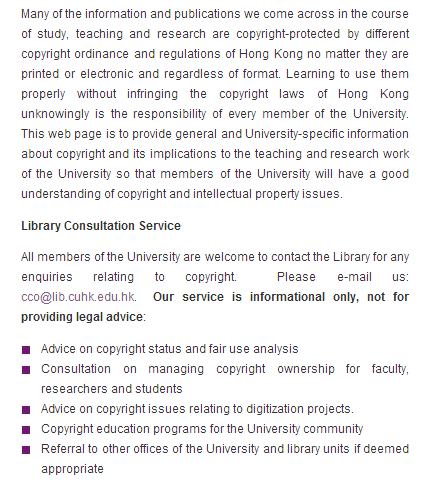 Many of the information and publications we come across in the course
of study, teaching and research are copyright-protected by different
copyright ordinance and regulations of Hong Kong no matter they are
printed or electronic and regardless of format. Learning to use them
properly without infringing the copyright laws of Hong Kong
unknowingly is the responsibility of every member of the University.
This web page is to provide general and University-specific information
about copyright and its implications to the teaching and research work
of the University so that members of the University will have a good
understanding of copyright and intellectual property issues.
Library Consultation Service
All members of the University are welcome to contact the Library for any
enquiries relating to copyright. Please e-mail us:
cco@lib.cuhk.edu.hk. Our service is informational only, not for
providing legal advice:
Advice on copyright status and fair use analysis
Consultation on managing copyright ownership for faculty,
researchers and students
Advice on copyright issues relating to digitization projects.
Copyright education programs for the University community
Referral to other offices of the University and library units if deemed
appropriate